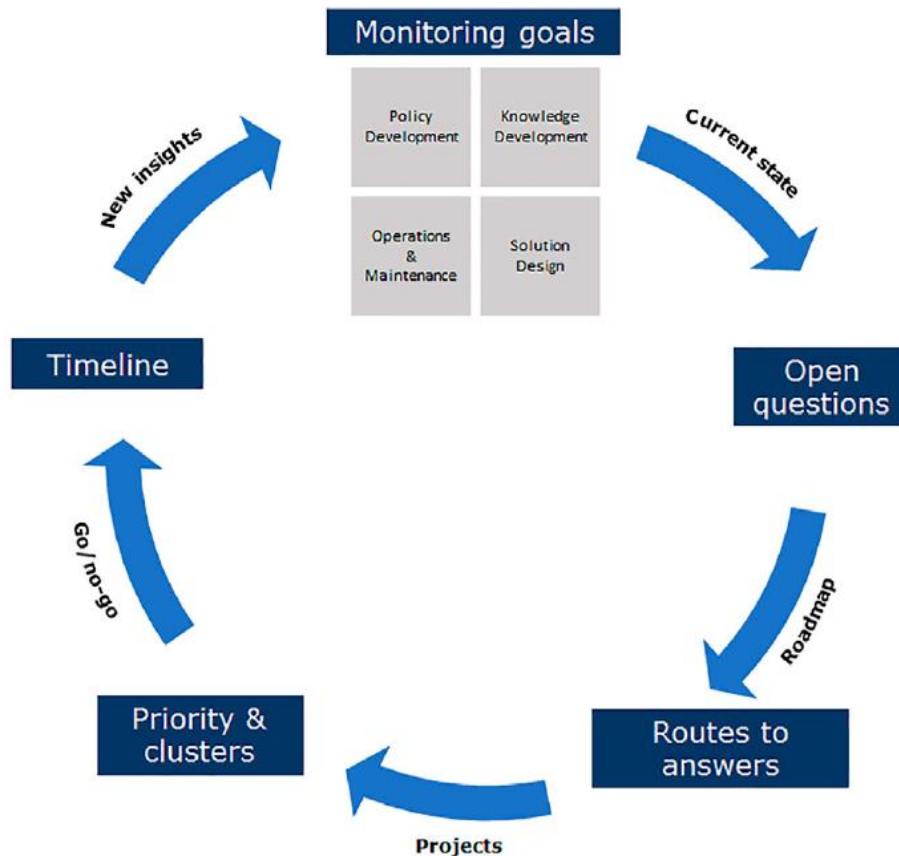 Monitoring goals
Policy
Development
Knowledge
Development
Operations
&
Maintenance
Solution
Design
Current state
Open
questions
Roadmap
Routes to
answers
Projects
Priority &
clusters
Go/no-go
Timeline
New insights